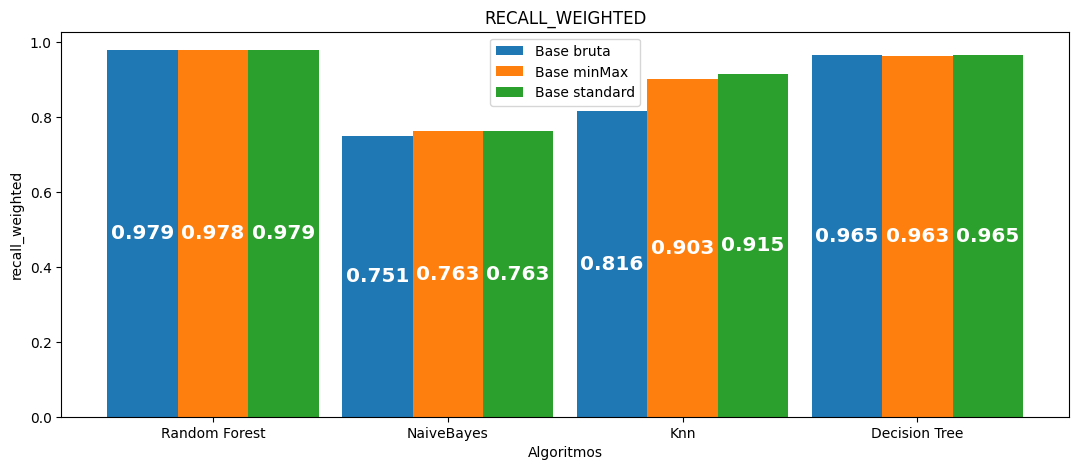 RECALL_WEIGHTED
Base bruta
Base minMax
Base standard
recall_weighted
1.0
0.8
0.6
0.4
0.2
0.0
0.979 0.978 0.979
0.751 0.763 0.763
0.816 0.903 0.915
0.965 0.963 0.965
Random Forest NaiveBayes Knn Decision Tree
Algoritmos